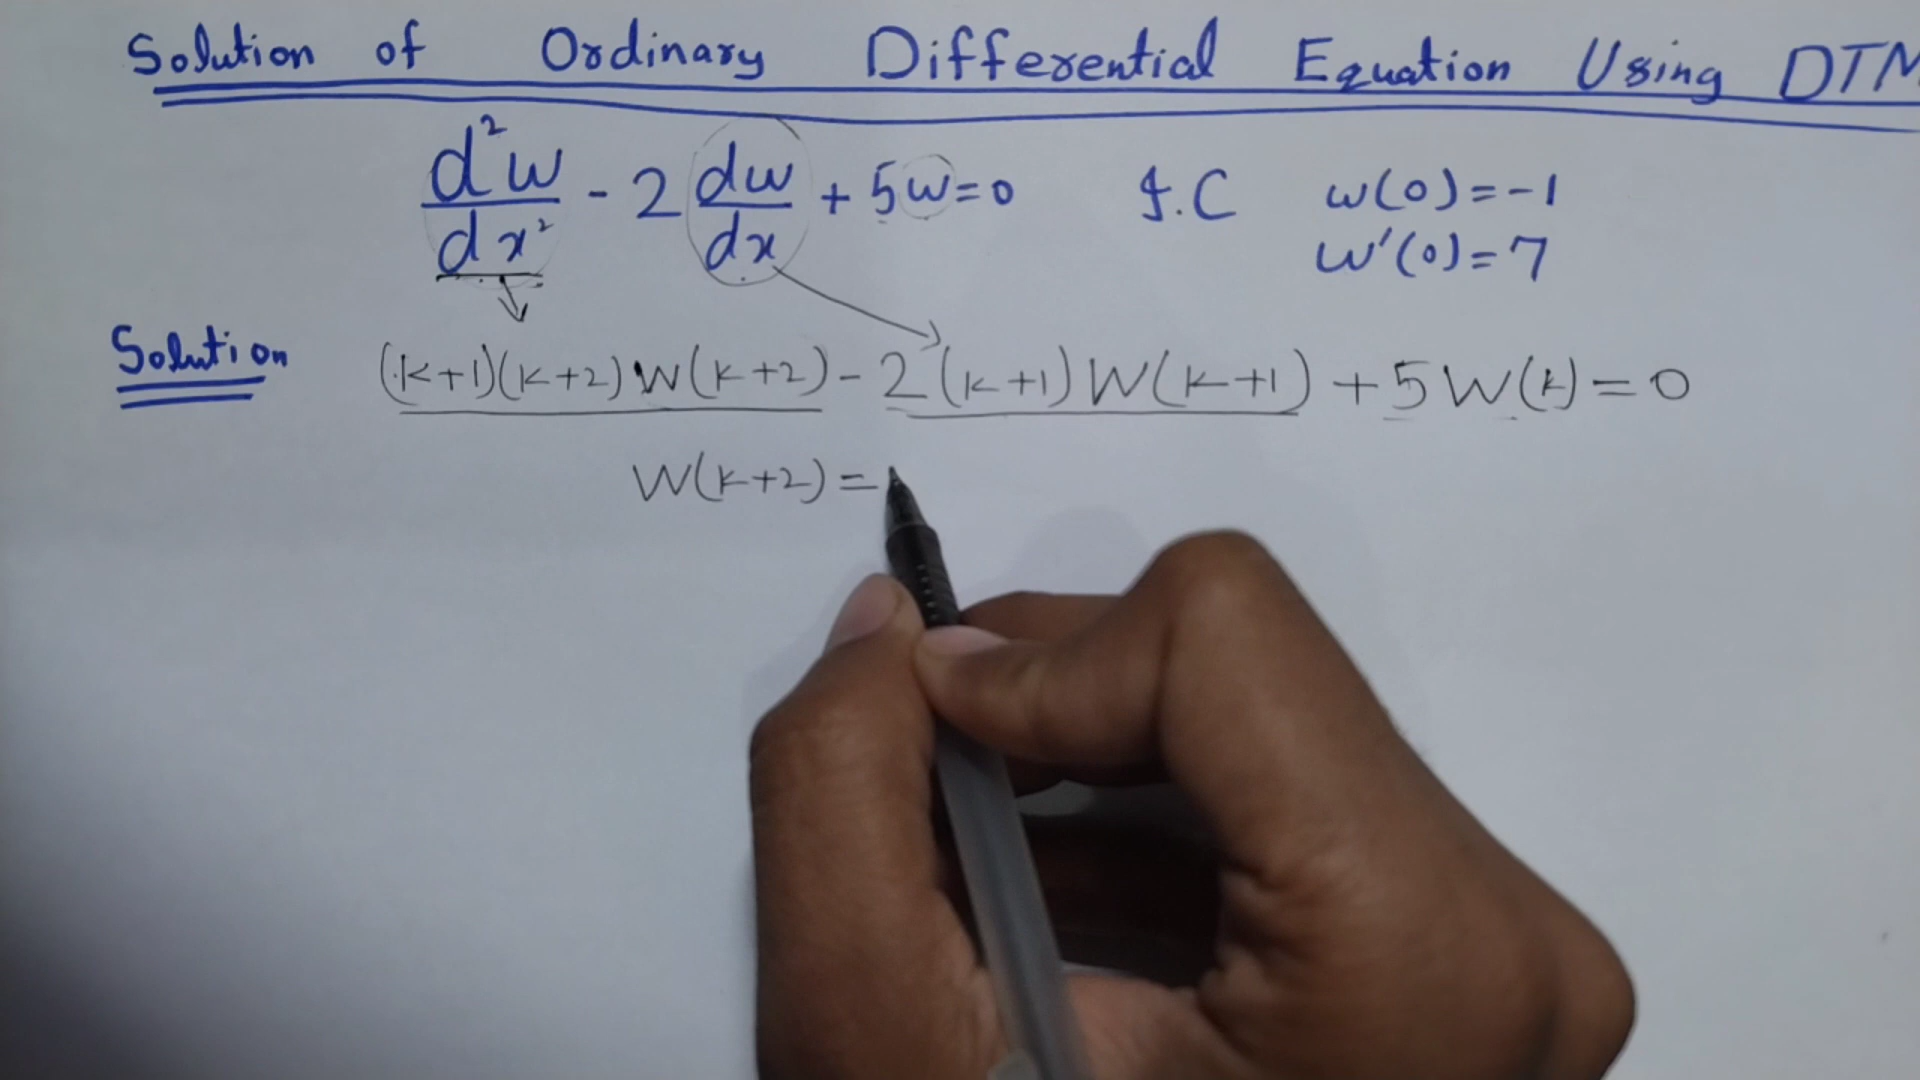 Solution of Ordinary Differential Equation Using DTM
d²w/dx² - 2 dw/dx + 5w = 0 I.C w(0) = -1
w'(0) = 7
Solution (k+1)(k+2) W(k+2) - 2(k+1) W(k+1) + 5 W(k) = 0
W(k+2) =